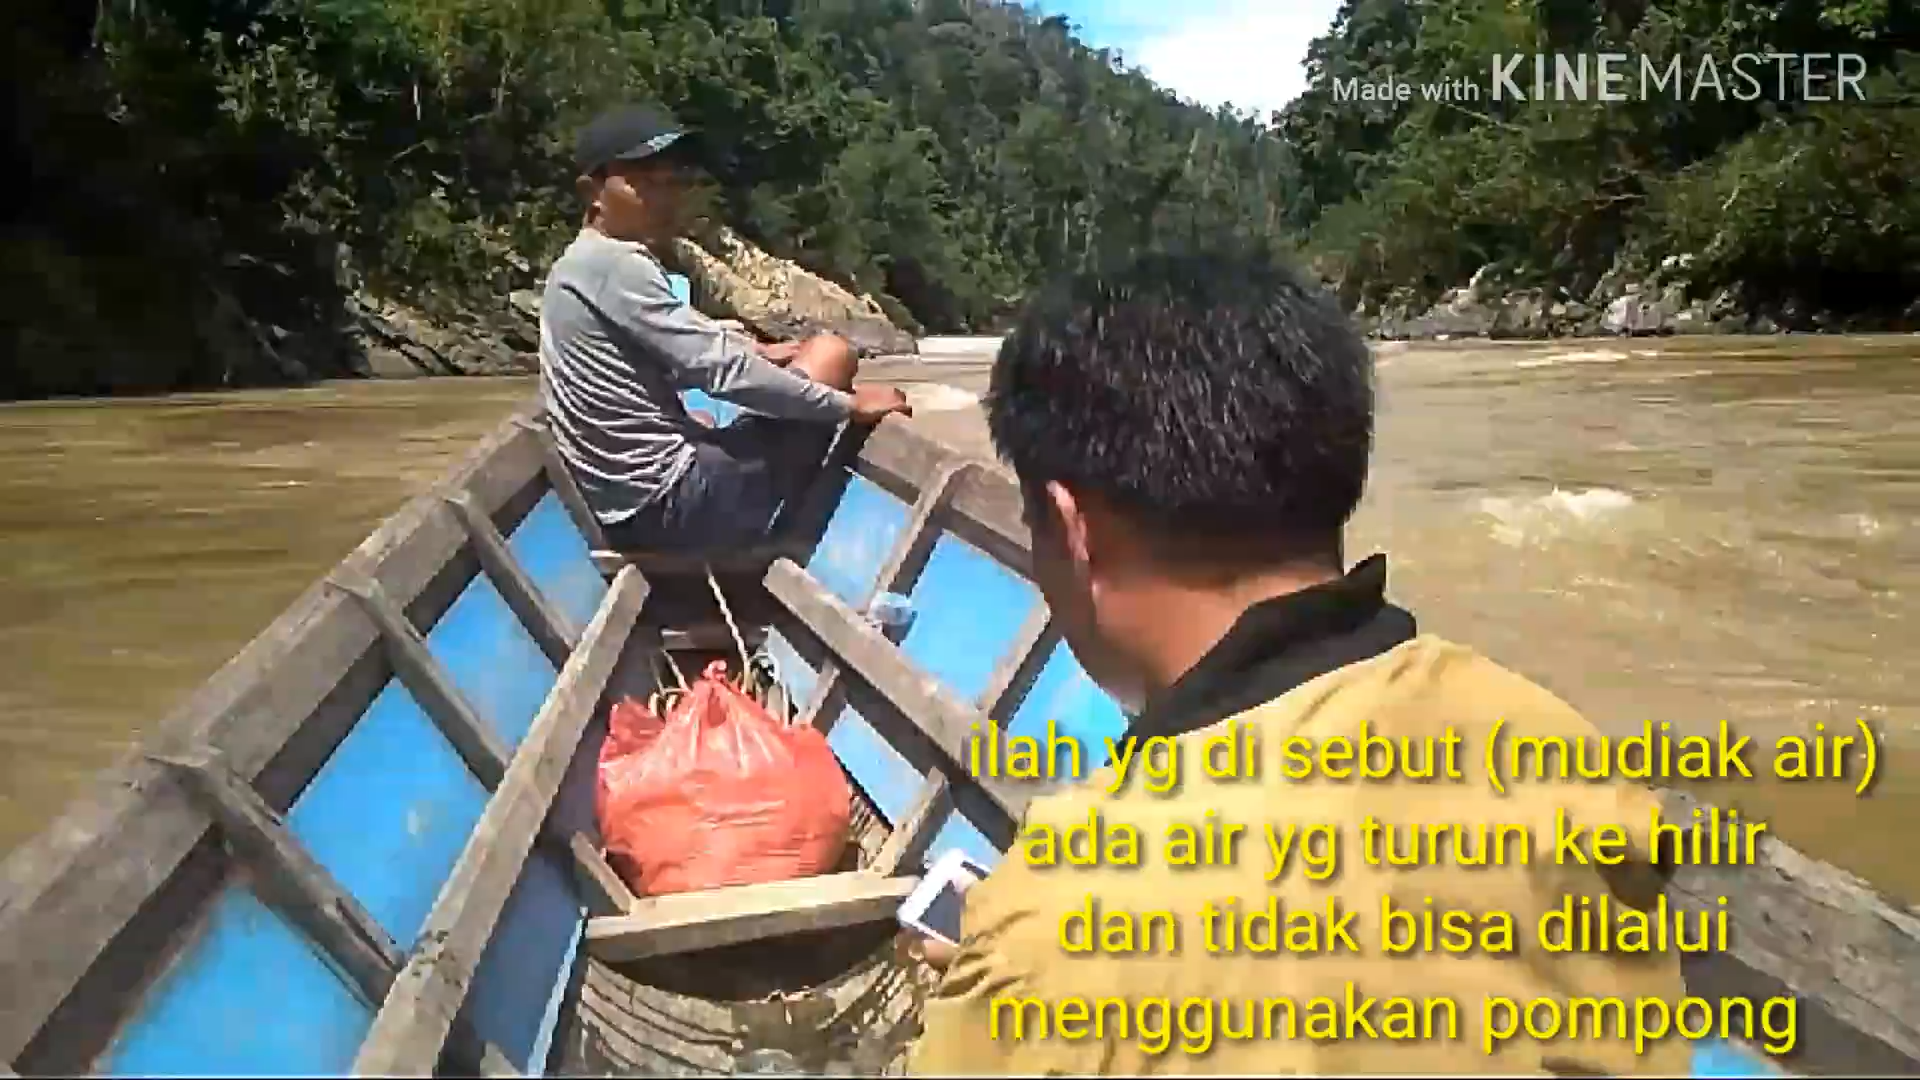 Made with KINEMASTER
ilah yg di sebut (mudiak air)
ada air yg turun ke hilir
dan tidak bisa dilalui
menggunakan pompong